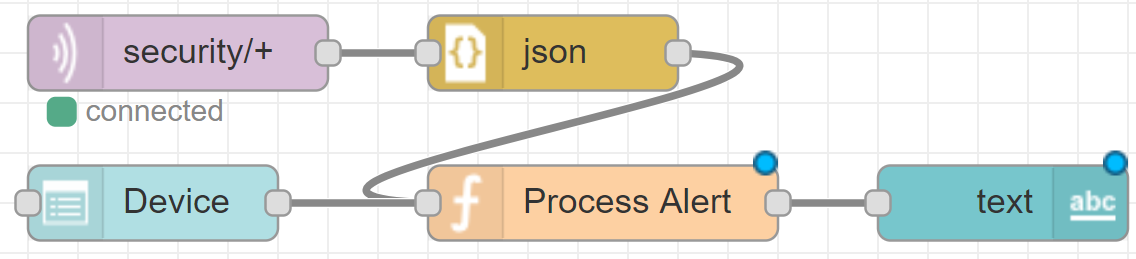 security/+
json
connected
Device
Process Alert
text
abc